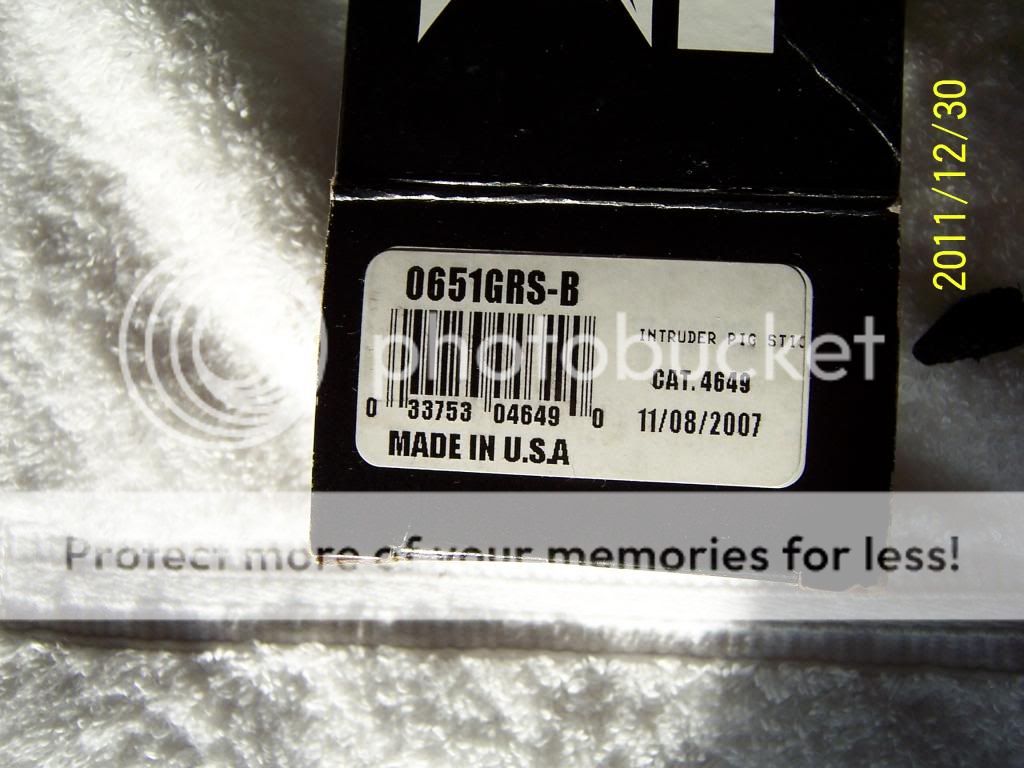 2011/12/30
0651GRS-B
INTRUDER PIG STIC
CAT. 4649
0 33753 04649 0
11/08/2007
MADE IN U.S.A
photobucket
Protect more of your memories for less!